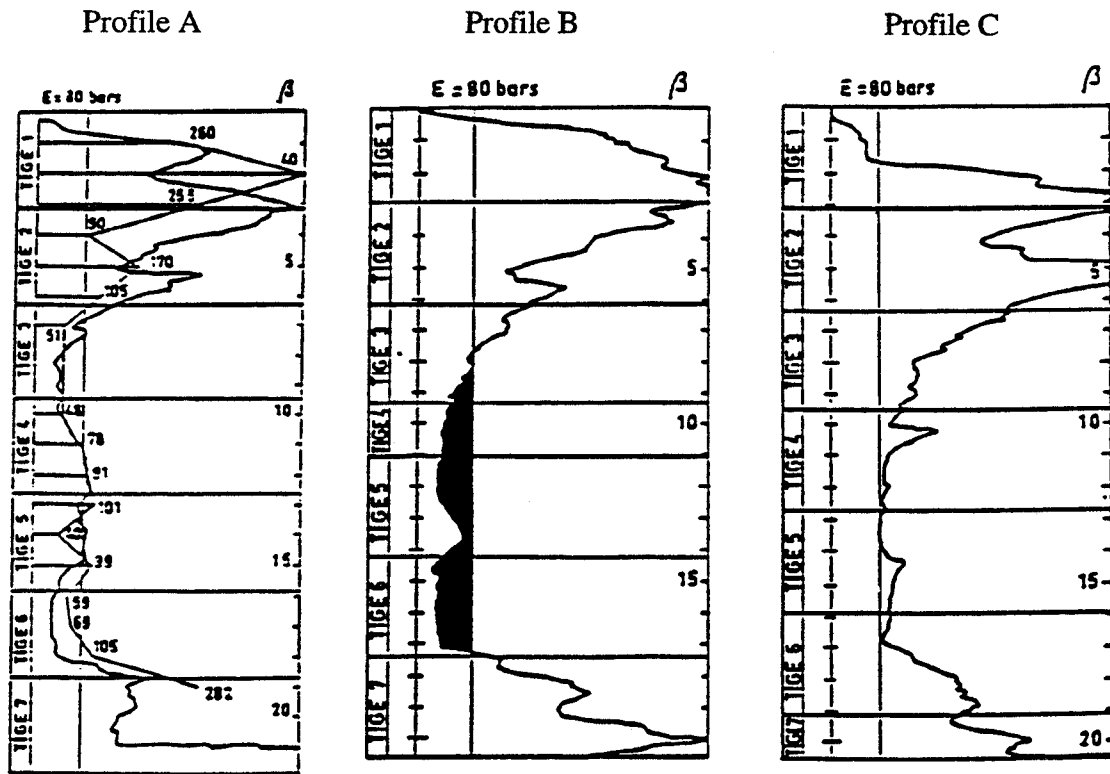 Profile A
E= 80 bars
β
TIGE 1
260
40
255
TIGE 2
90
170
5
105
TIGE 3
51
10
TIGE 4
78
91
TIGE 5
101
39
15
TIGE 6
59
69
105
TIGE 7
282
20
Profile B
E = 80 bars
β
TIGE 1
TIGE 2
5
TIGE 3
TIGE 4
10
TIGE 5
TIGE 6
15
TIGE 7
Profile C
E = 80 bars
β
TIGE 1
TIGE 2
5
TIGE 3
TIGE 4
10
TIGE 5
15
TIGE 6
TIGE 7
20